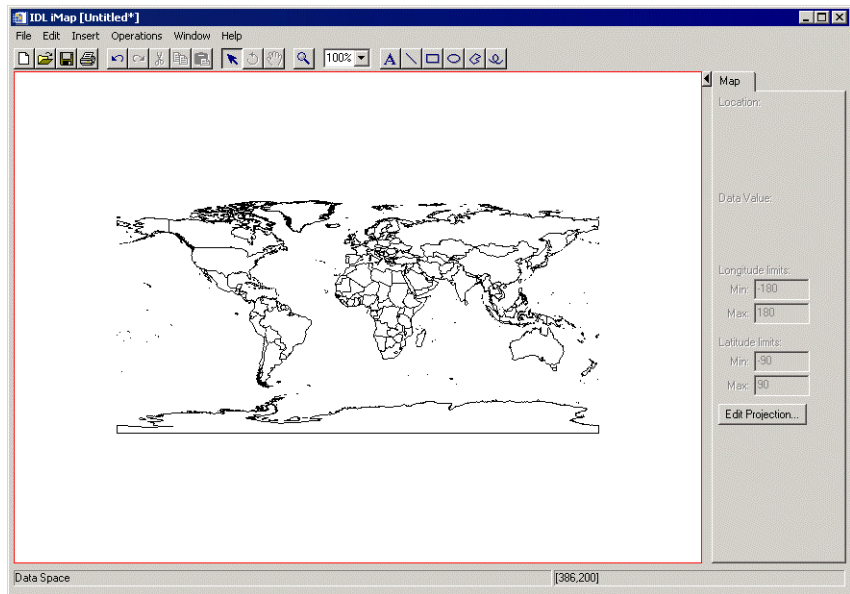 IDL iMap [Untitled*]
File Edit Insert Operations Window Help
100%
A
Map
Location:
Data Value:
Longitude limits:
Min: -180
Max: 180
Latitude limits:
Min: -90
Max: 90
Edit Projection...
Data Space [386,200]